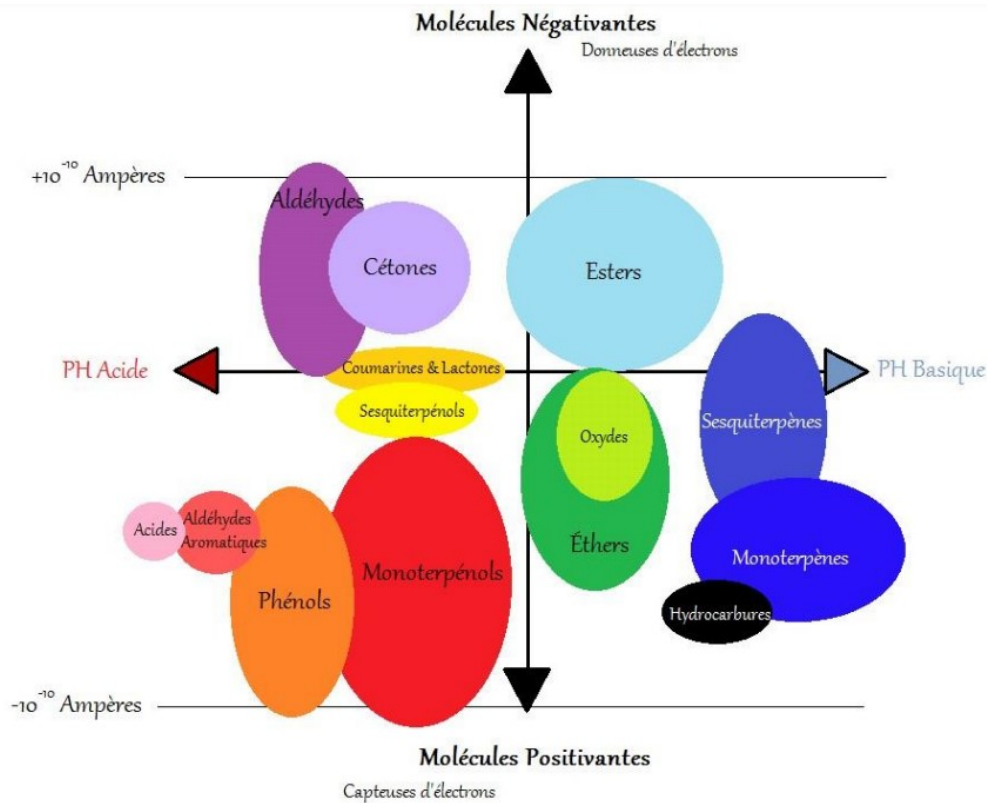 Molécules Négativantes
Donneuses d'électrons
+10⁻¹⁰ Ampères
Aldéhydes
Cétones
Esters
PH Acide
Coumarines & Lactones
PH Basique
Sesquiterpénols
Sesquiterpènes
Oxydes
Acides
Aldéhydes
Aromatiques
Éthers
Monoterpènes
Monoterpénols
Phénols
Hydrocarbures
-10⁻¹⁰ Ampères
Molécules Positivantes
Capteuses d'électrons